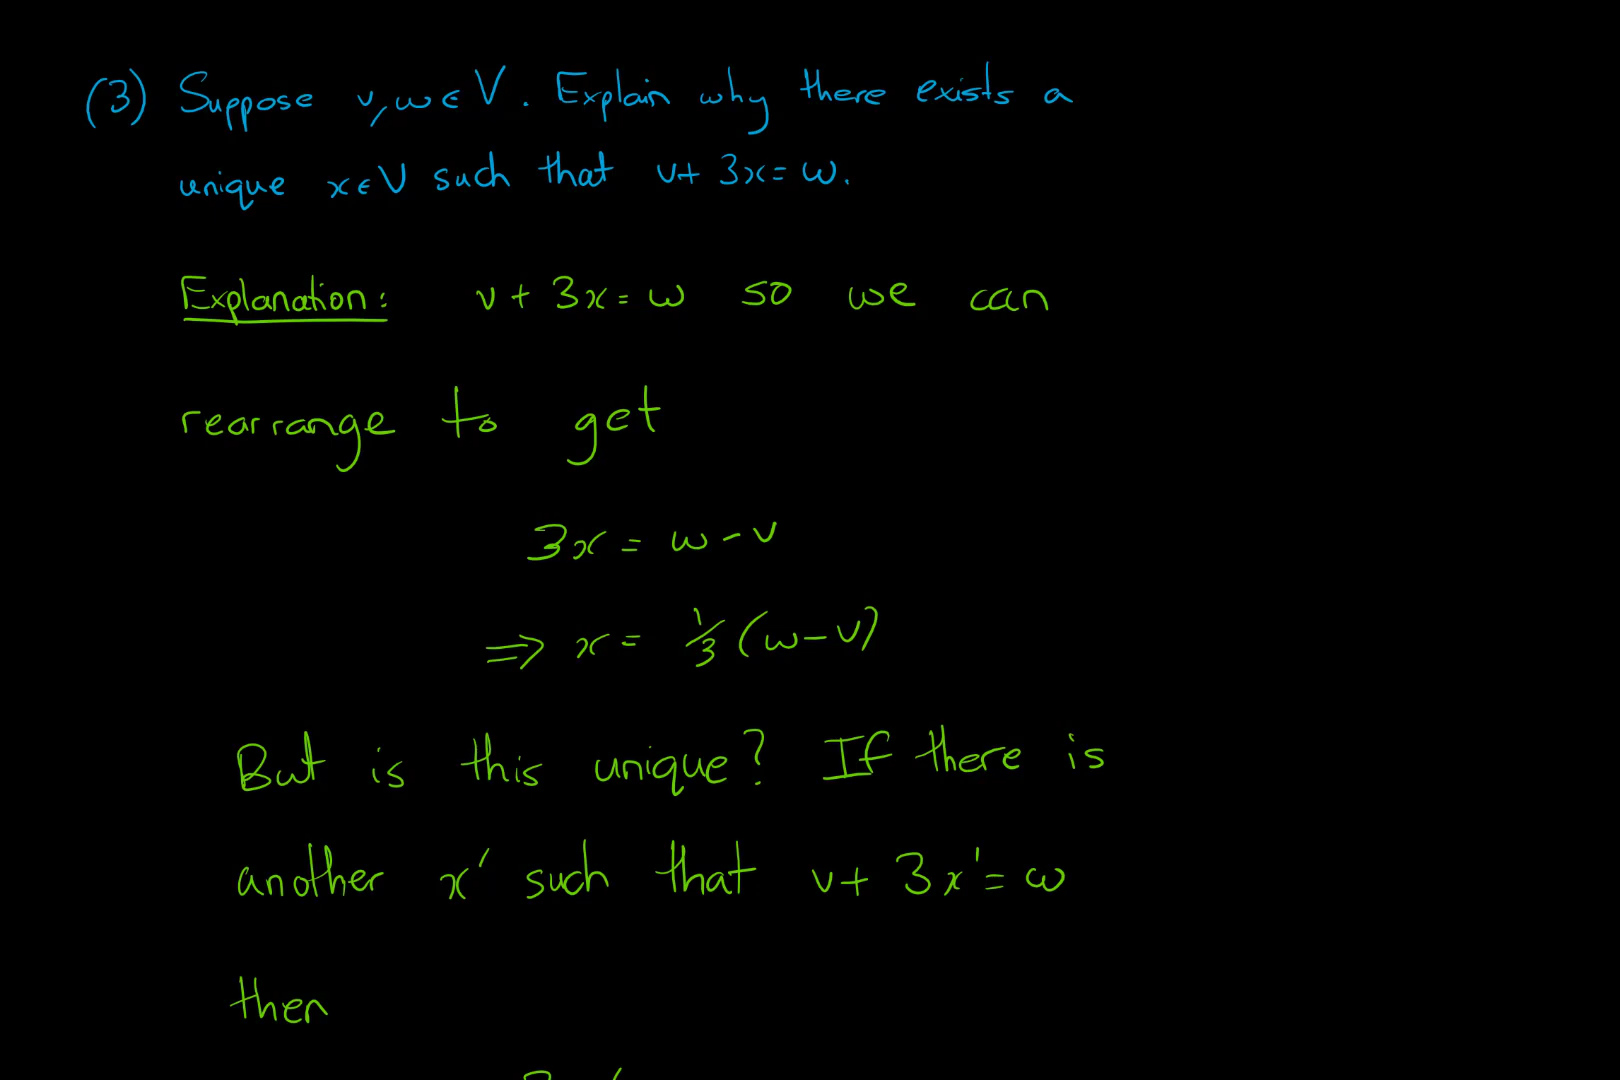 (3) Suppose v, w ∈ V. Explain why there exists a
unique x ∈ V such that v + 3x = w.
Explanation: v + 3x = w so we can
rearrange to get
3x = w - v
⇒ x = 1/3 (w - v)
But is this unique? If there is
another x' such that v + 3x' = w
then